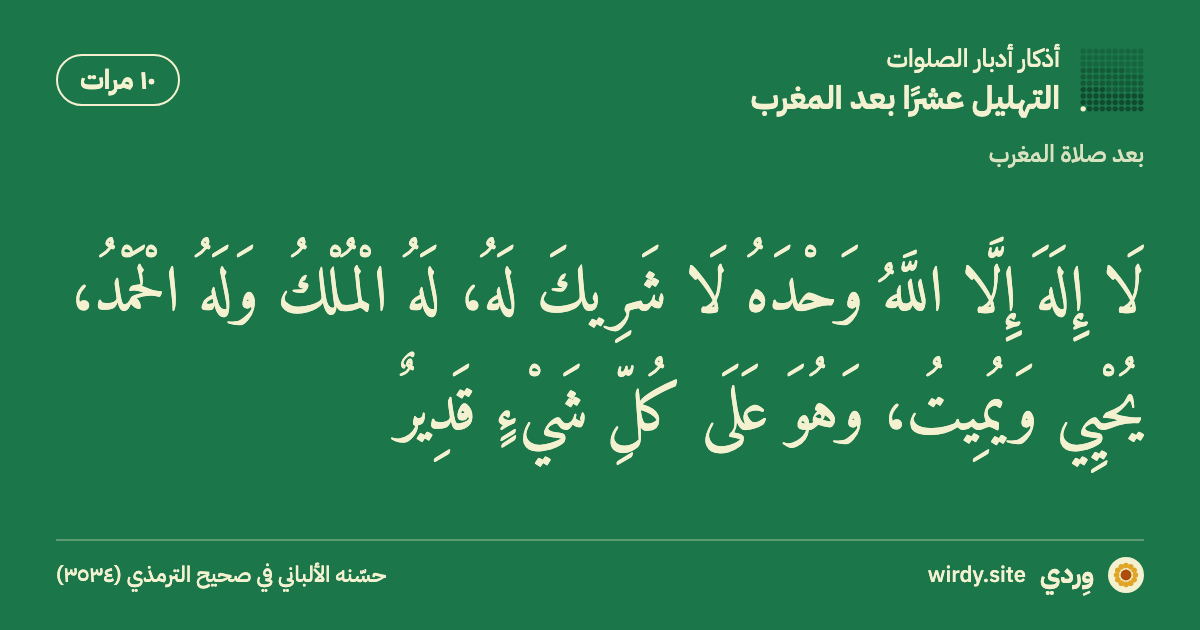 أذكار أدبار الصلوات
التهليل عشرًا بعد المغرب
١٠ مرات
بعد صلاة المغرب
لَا إِلَهَ إِلَّا اللَّهُ وَحْدَهُ لَا شَرِيكَ لَهُ، لَهُ الْمُلْكُ وَلَهُ الْحَمْدُ،
يُحْيِي وَيُمِيتُ، وَهُوَ عَلَى كُلِّ شَيْءٍ قَدِيرٌ
وِردي wirdy.site
حسّنه الألباني في صحيح الترمذي (٣٥٣٤)